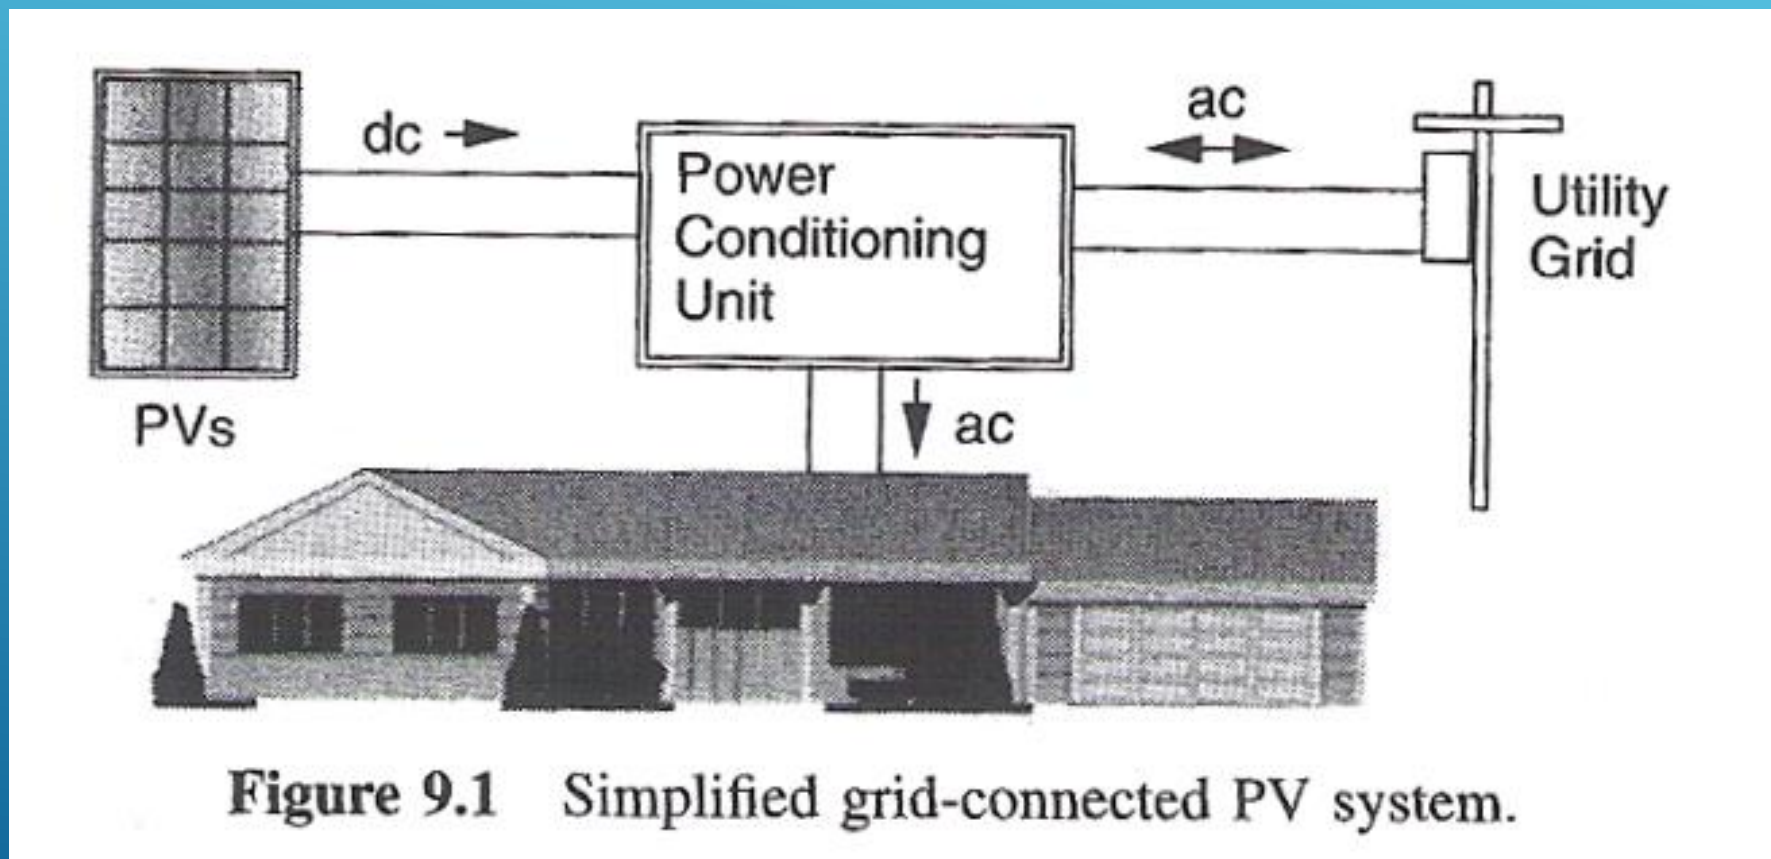 dc
ac
Power
Conditioning
Unit
Utility
Grid
PVs
ac
Figure 9.1 Simplified grid-connected PV system.